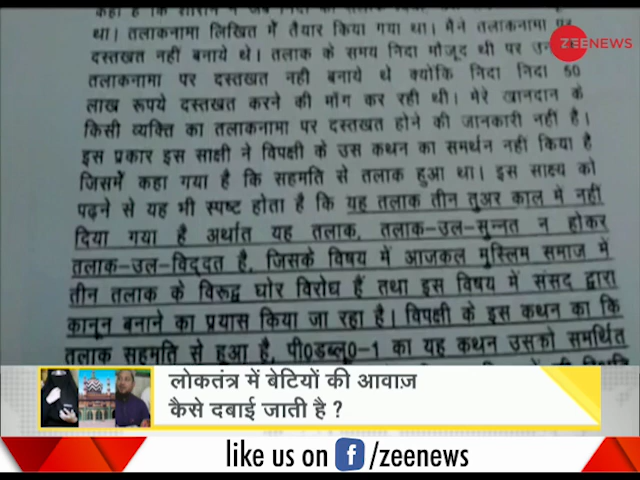 कहा है कि शीरान ने जब निदा को
था। तलाकनामा लिखित में तैयार किया गया था। मैने तलाकनामा पर
दस्तखत नहीं बनाये थे। तलाक के समय निदा मौजूद थी पर
तलाकनामा पर दस्तखत नही बनाये थे क्योंकि निदा निदा 50
लाख रूपये दस्तखत करने की माँग कर रही थी। मेरे खानदान के
किसी व्यक्ति का तलाकनामा पर दस्तखत होने की जानकारी नहीं है।
इस प्रकार इस साक्षी ने विपक्षी के उस कथन का समर्थन नहीं किया है
जिसमें कहा गया है कि सहमति से तलाक हुआ था। इस साक्ष्य को
पढ़ने से यह भी स्पष्ट होता है कि यह तलाक तीन तुअर काल में नहीं
दिया गया है अर्थात यह तलाक, तलाक-उल-सुन्नत न होकर
तलाक-उल-विद्दत है, जिसके विषय में आजकल मुस्लिम समाज में
तीन तलाक के विरूद्व घोर विरोध हैं तथा इस विषय में संसद द्वारा
कानून बनाने का प्रयास किया जा रहा है। विपक्षी के इस कथन का कि
तलाक सहमति से हुआ है, पी0डब्लू0-1 का यह कथन उसको समर्थित
ZEE NEWS
लोकतंत्र में बेटियों की आवाज़
कैसे दबाई जाती है ?
like us on f /zeenews